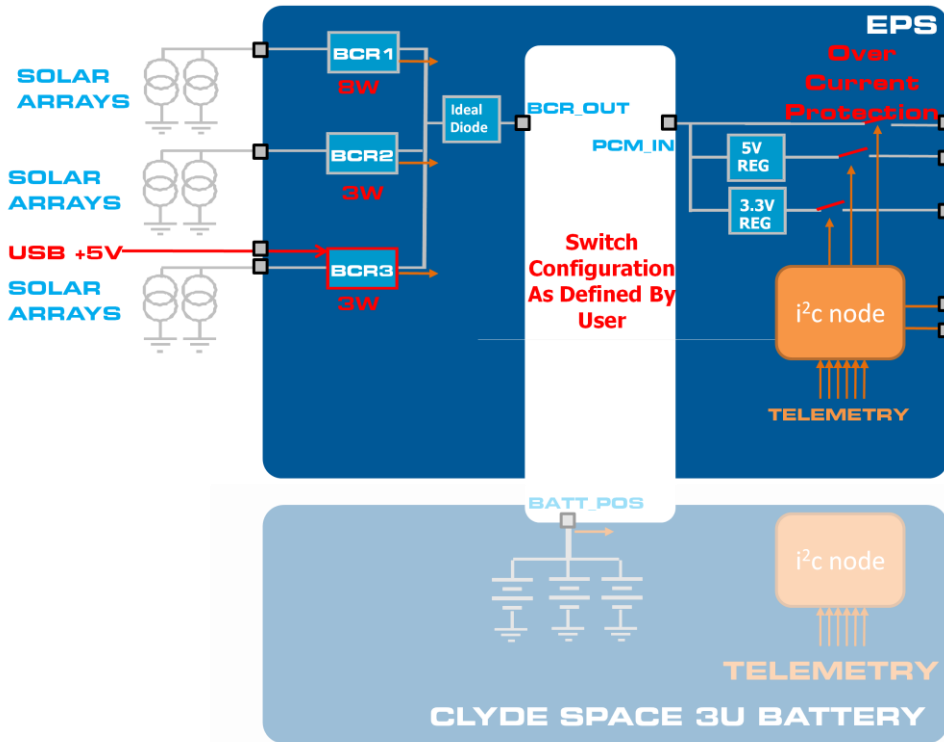 EPS
BCR1
8W
SOLAR
ARRAYS
Ideal
Diode
BCR_OUT
PCM_IN
Over
Current
Protection
5V
REG
BCR2
3W
SOLAR
ARRAYS
3.3V
REG
USB +5V
BCR3
3W
SOLAR
ARRAYS
Switch
Configuration
As Defined By
User
i²c node
TELEMETRY
BATT_POS
i²c node
TELEMETRY
CLYDE SPACE 3U BATTERY